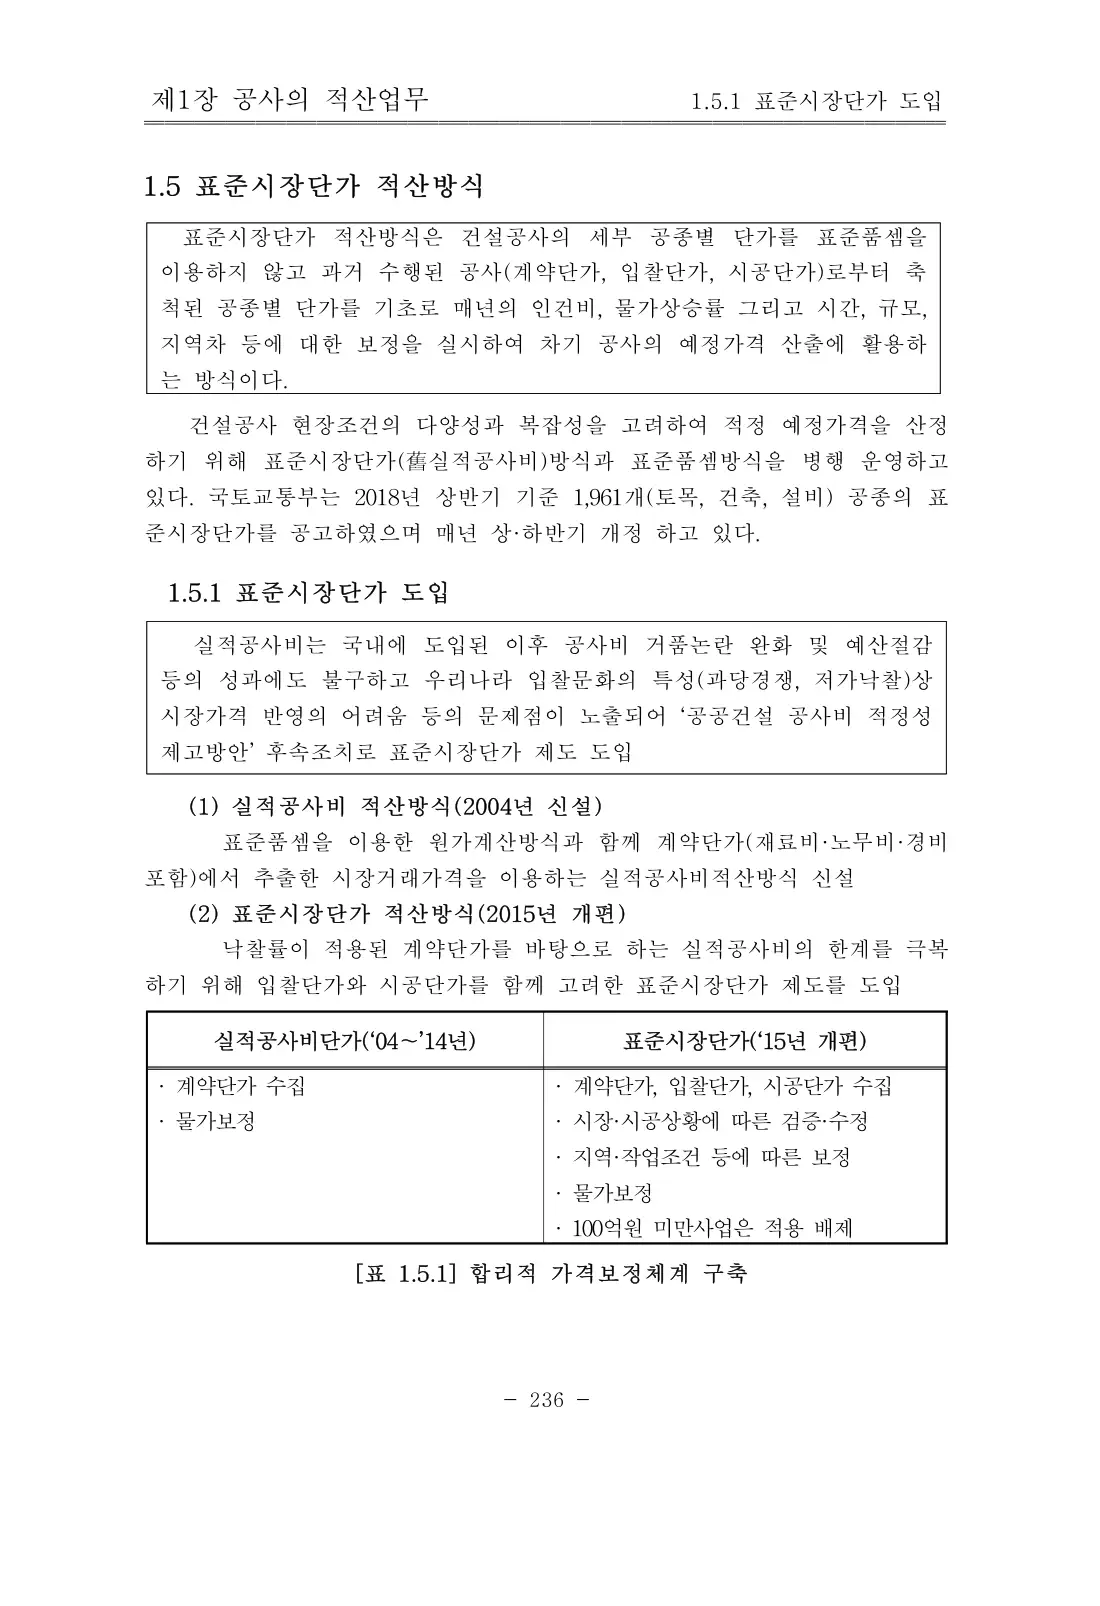 제1장 공사의 적산업무
1.5.1 표준시장단가 도입
1.5 표준시장단가 적산방식
표준시장단가 적산방식은 건설공사의 세부 공종별 단가를 표준품셈을
이용하지 않고 과거 수행된 공사(계약단가, 입찰단가, 시공단가)로부터 축
척된 공종별 단가를 기초로 매년의 인건비, 물가상승률 그리고 시간, 규모,
지역차 등에 대한 보정을 실시하여 차기 공사의 예정가격 산출에 활용하
는 방식이다.
건설공사 현장조건의 다양성과 복잡성을 고려하여 적정 예정가격을 산정
하기 위해 표준시장단가(舊실적공사비)방식과 표준품셈방식을 병행 운영하고
있다. 국토교통부는 2018년 상반기 기준 1,961개(토목, 건축, 설비) 공종의 표
준시장단가를 공고하였으며 매년 상·하반기 개정 하고 있다.
1.5.1 표준시장단가 도입
실적공사비는 국내에 도입된 이후 공사비 거품논란 완화 및 예산절감
등의 성과에도 불구하고 우리나라 입찰문화의 특성(과당경쟁, 저가낙찰)상
시장가격 반영의 어려움 등의 문제점이 노출되어 ‘공공건설 공사비 적정성
제고방안’ 후속조치로 표준시장단가 제도 도입
(1) 실적공사비 적산방식(2004년 신설)
표준품셈을 이용한 원가계산방식과 함께 계약단가(재료비·노무비·경비
포함)에서 추출한 시장거래가격을 이용하는 실적공사비적산방식 신설
(2) 표준시장단가 적산방식(2015년 개편)
낙찰률이 적용된 계약단가를 바탕으로 하는 실적공사비의 한계를 극복
하기 위해 입찰단가와 시공단가를 함께 고려한 표준시장단가 제도를 도입
실적공사비단가(‘04～’14년)
표준시장단가(‘15년 개편)
· 계약단가 수집
· 물가보정
· 계약단가, 입찰단가, 시공단가 수집
· 시장·시공상황에 따른 검증·수정
· 지역·작업조건 등에 따른 보정
· 물가보정
· 100억원 미만사업은 적용 배제
[표 1.5.1] 합리적 가격보정체계 구축
- 236 -